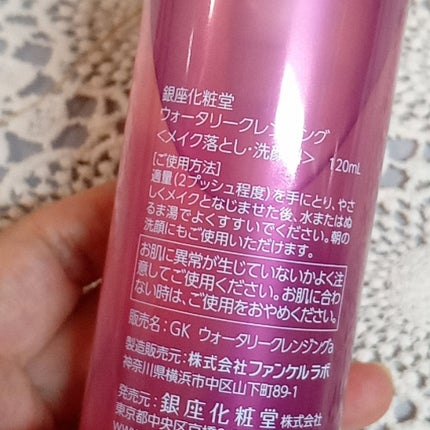 銀座化粧堂
ウォータリークレンジング
<メイク落とし・洗顔料> 120mL
[ご使用方法]
適量(2プッシュ程度)を手にとり、やさ
しくメイクとなじませた後、水またはぬ
るま湯でよくすすいでください。朝の
洗顔にもご使用いただけます。
お肌に異常が生じていないかよく注
意してご使用ください。お肌に合わ
ない時は、ご使用をおやめください。
販売名:GK ウォータリークレンジングa
製造販売元:株式会社ファンケルラボ
神奈川県横浜市中区山下町89-1
発売元:銀座化粧堂株式会社
東京都中央区京橋